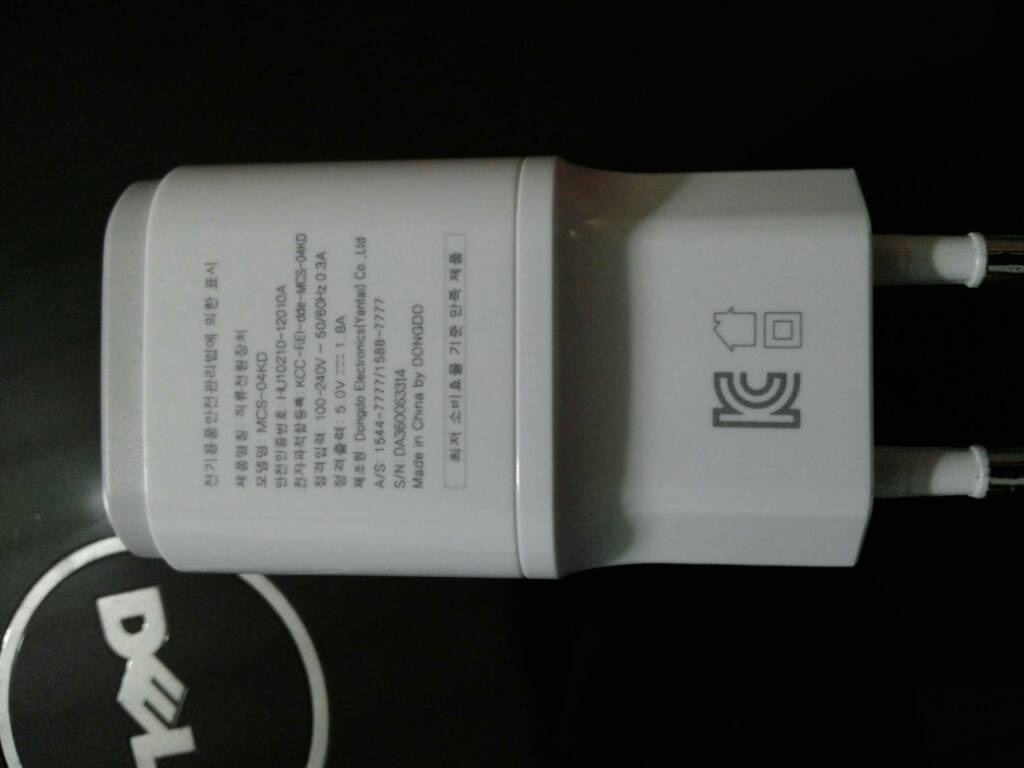 전기용품안전관리법에 의한 표시
제품명칭: 직류전원장치
모델명 : MCS-04KD
안전인증번호: HU10210-12010A
전자파적합등록: KCC-REI-dde-MCS-04KD
정격입력: 100-240V ~ 50/60Hz 0.3A
정격출력: 5.0V ⎓ 1.8A
제조원 Dongdo Electronics(Yantai) Co.,Ltd
A/S: 1544-7777/1588-7777
S/N: DA360063314
Made in China by DONGDO
최저 소비효율 기준 만족 제품
KC
DELL